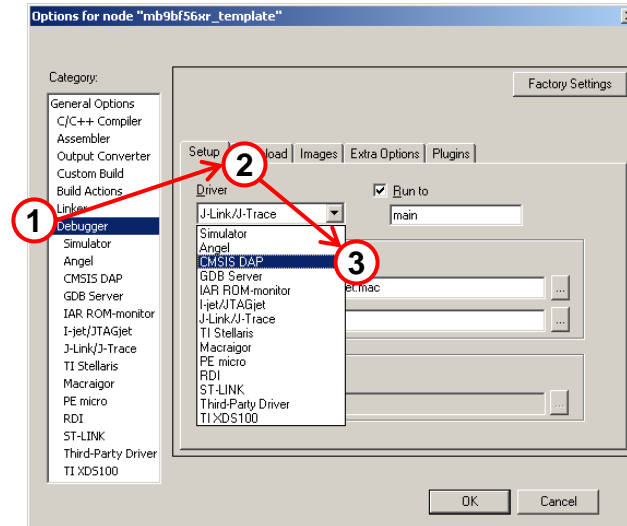 Options for node "mb9bf56xr_template"
Category:
Factory Settings
General Options
C/C++ Compiler
Assembler
Output Converter
Custom Build
Build Actions
Linker
Debugger
Simulator
Angel
CMSIS DAP
GDB Server
IAR ROM-monitor
I-jet/JTAGjet
J-Link/J-Trace
TI Stellaris
Macraigor
PE micro
RDI
ST-LINK
Third-Party Driver
TI XDS100
Setup Images Extra Options Plugins
1
2
3
Driver
Run to
J-Link/J-Trace
main
Simulator
Angel
CMSIS DAP
GDB Server
IAR ROM-monitor
I-jet/JTAGjet
J-Link/J-Trace
TI Stellaris
Macraigor
PE micro
RDI
ST-LINK
Third-Party Driver
TI XDS100
...
...
...
OK Cancel